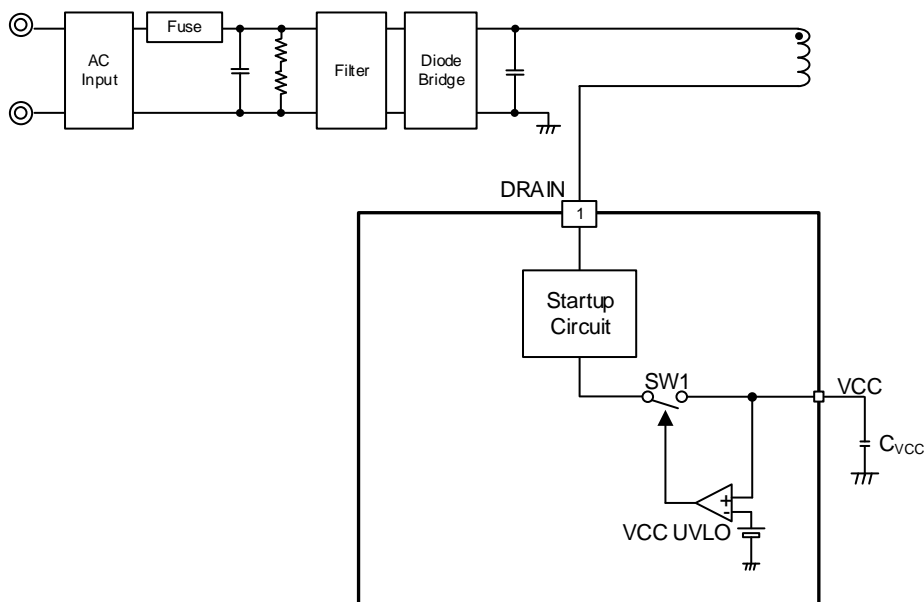 Fuse
AC
Input
Filter
Diode
Bridge
DRAIN
1
Startup
Circuit
SW1
VCC
CVCC
+
-
VCC UVLO